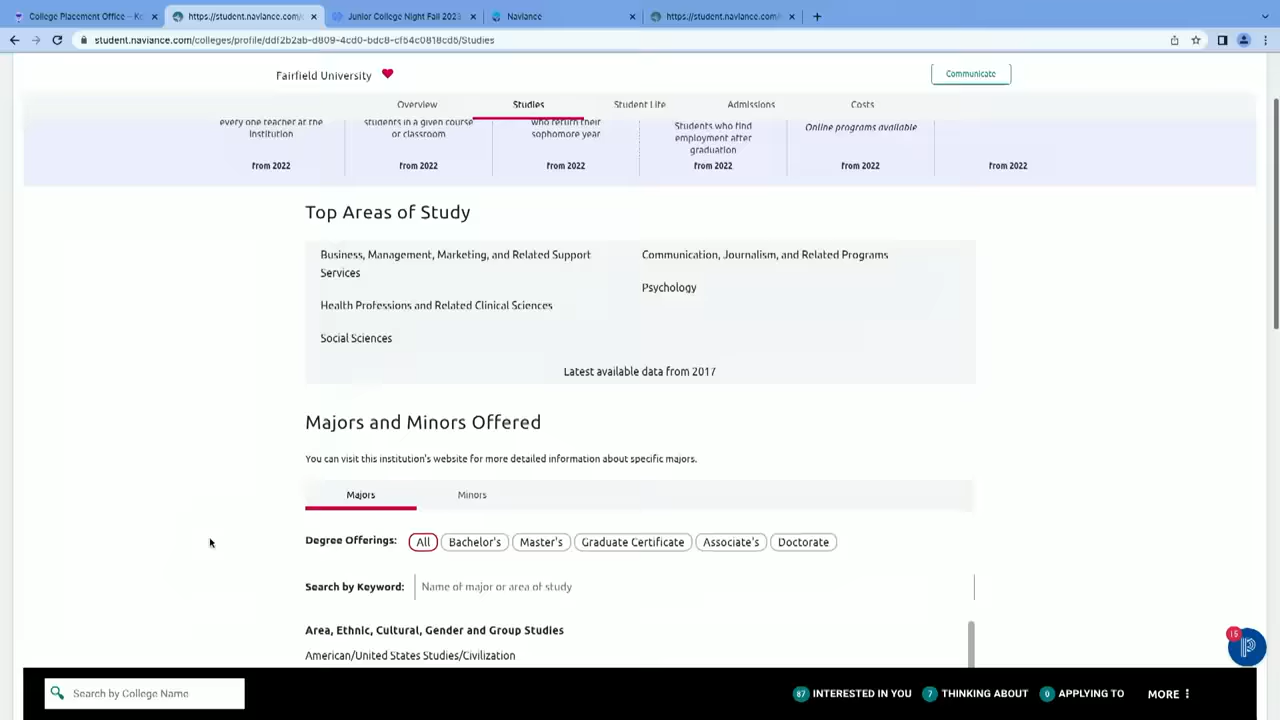 College Placement Office – K
https://student.naviance.com/
Junior College Night Fall 2023
Naviance
https://student.naviance.com/
student.naviance.com/colleges/profile/ddf2b2ab-d809-4cd0-bdc8-cf54c0818cd5/Studies
Fairfield University
Communicate
Overview
Studies
Student Life
Admissions
Costs
every one teacher at the
institution
from 2022
students in a given course
or classroom
from 2022
who return their
sophomore year
from 2022
Students who find
employment after
graduation
from 2022
Online programs available
from 2022
from 2022
Top Areas of Study
Business, Management, Marketing, and Related Support
Services
Health Professions and Related Clinical Sciences
Social Sciences
Communication, Journalism, and Related Programs
Psychology
Latest available data from 2017
Majors and Minors Offered
You can visit this institution's website for more detailed information about specific majors.
Majors
Minors
Degree Offerings:
All
Bachelor's
Master's
Graduate Certificate
Associate's
Doctorate
Search by Keyword:
Name of major or area of study
Area, Ethnic, Cultural, Gender and Group Studies
American/United States Studies/Civilization
15
Search by College Name
87 INTERESTED IN YOU
7 THINKING ABOUT
0 APPLYING TO
MORE